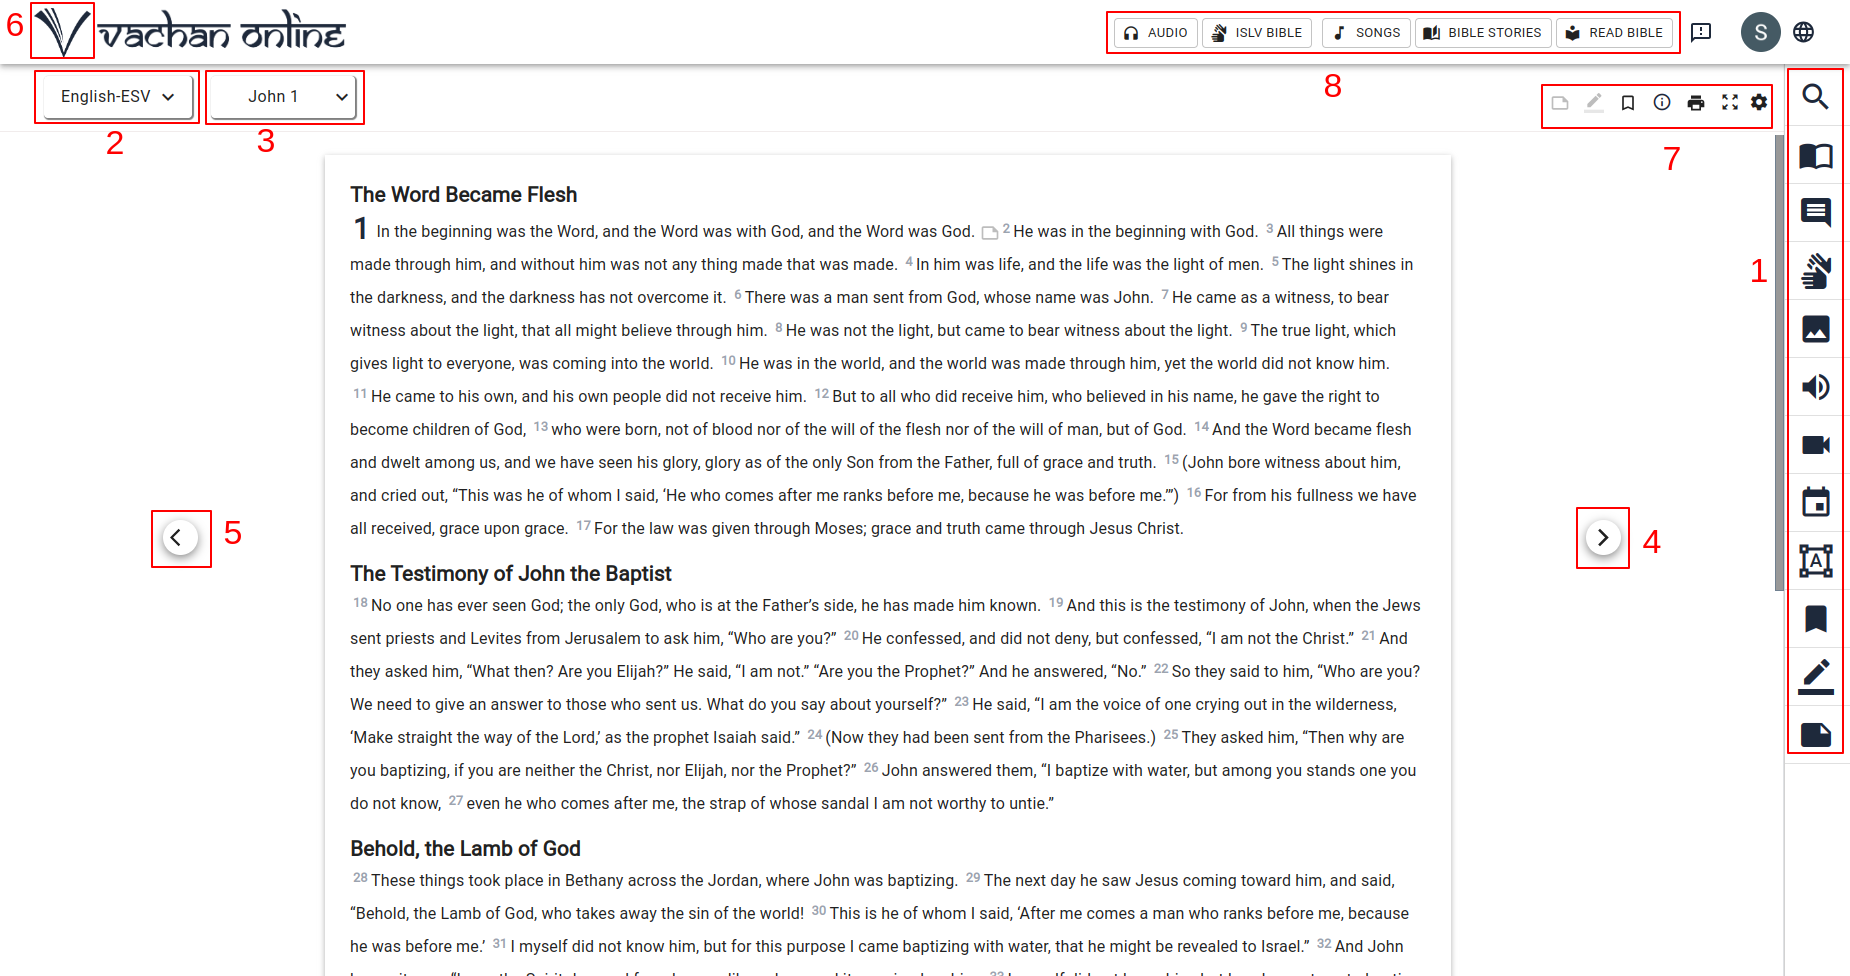 6
vachan online
AUDIO
ISLV BIBLE
SONGS
BIBLE STORIES
READ BIBLE
S
8
English-ESV
2
John 1
3
7
1
The Word Became Flesh
1 In the beginning was the Word, and the Word was with God, and the Word was God. 2 He was in the beginning with God. 3 All things were
made through him, and without him was not any thing made that was made. 4 In him was life, and the life was the light of men. 5 The light shines in
the darkness, and the darkness has not overcome it. 6 There was a man sent from God, whose name was John. 7 He came as a witness, to bear
witness about the light, that all might believe through him. 8 He was not the light, but came to bear witness about the light. 9 The true light, which
gives light to everyone, was coming into the world. 10 He was in the world, and the world was made through him, yet the world did not know him.
11 He came to his own, and his own people did not receive him. 12 But to all who did receive him, who believed in his name, he gave the right to
become children of God, 13 who were born, not of blood nor of the will of the flesh nor of the will of man, but of God. 14 And the Word became flesh
and dwelt among us, and we have seen his glory, glory as of the only Son from the Father, full of grace and truth. 15 (John bore witness about him,
and cried out, “This was he of whom I said, ‘He who comes after me ranks before me, because he was before me.’”) 16 For from his fullness we have
all received, grace upon grace. 17 For the law was given through Moses; grace and truth came through Jesus Christ.
5
4
The Testimony of John the Baptist
18 No one has ever seen God; the only God, who is at the Father’s side, he has made him known. 19 And this is the testimony of John, when the Jews
sent priests and Levites from Jerusalem to ask him, “Who are you?” 20 He confessed, and did not deny, but confessed, “I am not the Christ.” 21 And
they asked him, “What then? Are you Elijah?” He said, “I am not.” “Are you the Prophet?” And he answered, “No.” 22 So they said to him, “Who are you?
We need to give an answer to those who sent us. What do you say about yourself?” 23 He said, “I am the voice of one crying out in the wilderness,
‘Make straight the way of the Lord,’ as the prophet Isaiah said.” 24 (Now they had been sent from the Pharisees.) 25 They asked him, “Then why are
you baptizing, if you are neither the Christ, nor Elijah, nor the Prophet?” 26 John answered them, “I baptize with water, but among you stands one you
do not know, 27 even he who comes after me, the strap of whose sandal I am not worthy to untie.”
Behold, the Lamb of God
28 These things took place in Bethany across the Jordan, where John was baptizing. 29 The next day he saw Jesus coming toward him, and said,
“Behold, the Lamb of God, who takes away the sin of the world! 30 This is he of whom I said, ‘After me comes a man who ranks before me, because
he was before me.’ 31 I myself did not know him, but for this purpose I came baptizing with water, that he might be revealed to Israel.” 32 And John
A